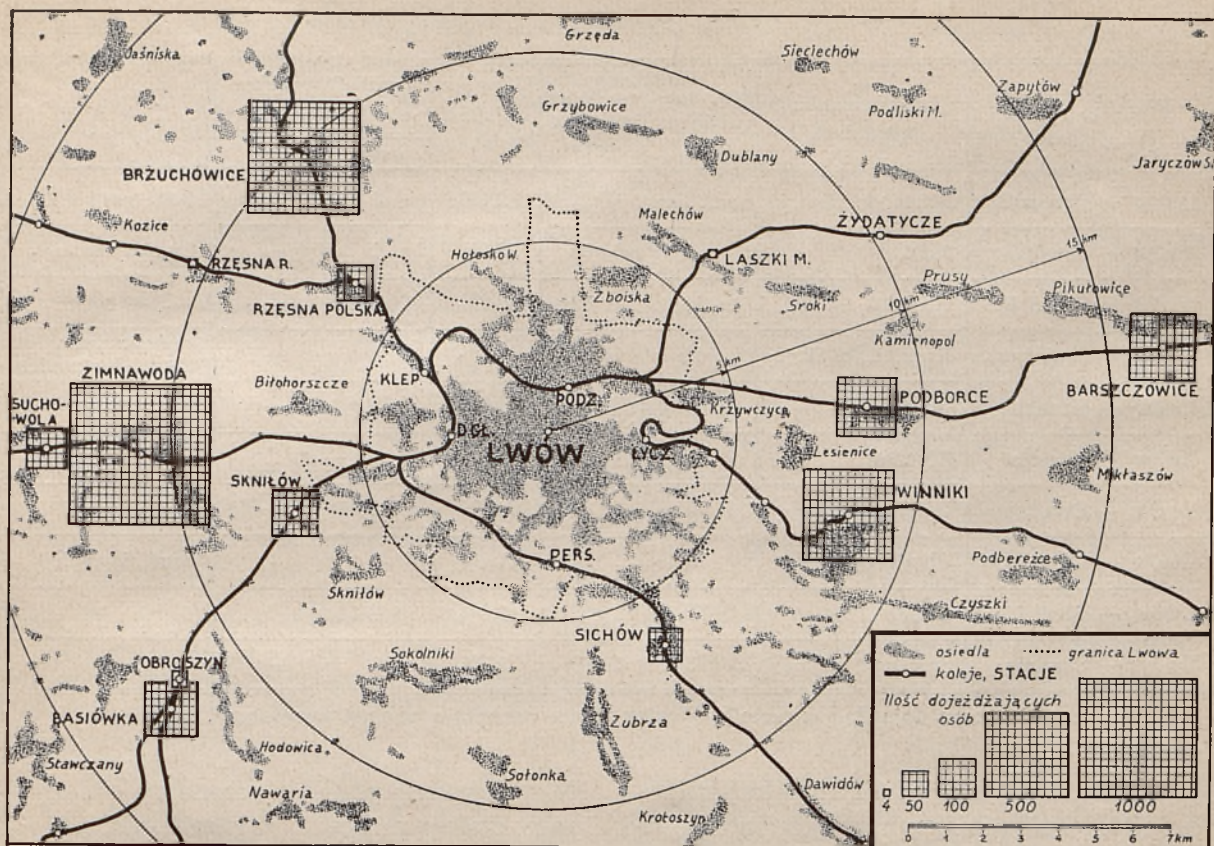 Grzęda
Jaśniska
Sieciechów
Zapytów
Grzybowice
Podliski M.
Dublany
Jaryczów S.
BRZUCHOWICE
Kozice
Malechów
ŻYDATYCZE
Hołosków
RZĘSNA R.
LASZKI M.
15 km
Zboiska
Prusy
Pikułowice
RZĘSNA POLSKA
Sroki
10 km
Kamienopol
5 km
ZIMNAWODA
KLEP.
Biłohorszcze
BARSZCZOWICE
PODZ.
PODBORCE
SUCHO-
WOLA
Krzywczyce
D.GŁ.
LWÓW
ŁYCZ.
Lesienice
SKNIŁÓW
Mikłaszów
WINNIKI
PERS.
Podbereżce
Skniłów
Czyszki
SICHÓW
Sokolniki
OBROSZYN
BASIÓWKA
Zubrza
Hodowica
Stawczany
Sołonka
Nawaria
Dawidów
Krotoszyn
osiedla granica Lwowa
koleje, STACJE
Ilość dojeżdżających
osób
4 50 100 500 1000
0 1 2 3 4 5 6 7 km